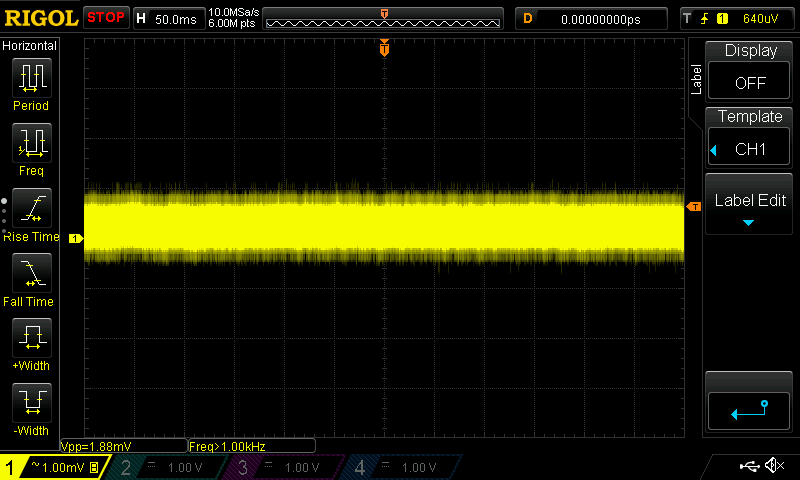 RIGOL STOP H 50.0ms 10.0MSa/s D 0.00000000ps T 1 640uV
6.00M pts
T
Horizontal
Period
Freq
Rise Time
Fall Time
+Width
-Width
T
1
Label
Display
OFF
Template
CH1
Label Edit
Vpp=1.88mV Freq>1.00kHz
1 ~ 1.00mV B 2 1.00 V 3 1.00 V 4 1.00 V